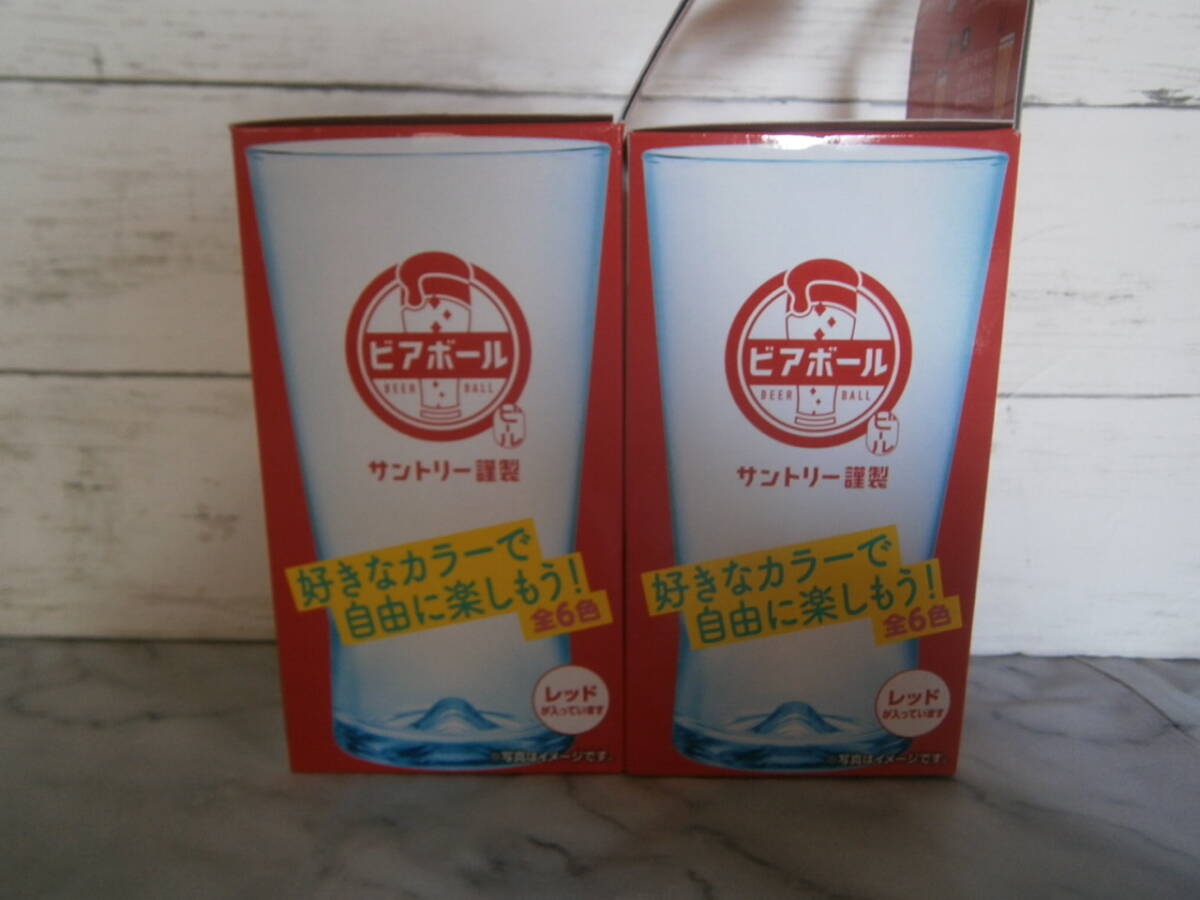 ビアボール
BEER BALL
ビール
サントリー謹製
好きなカラーで
自由に楽しもう!
全6色
レッド
が入っています
※写真はイメージです。
ビアボール
BEER BALL
ビール
サントリー謹製
好きなカラーで
自由に楽しもう!
全6色
レッド
が入っています
※写真はイメージです。